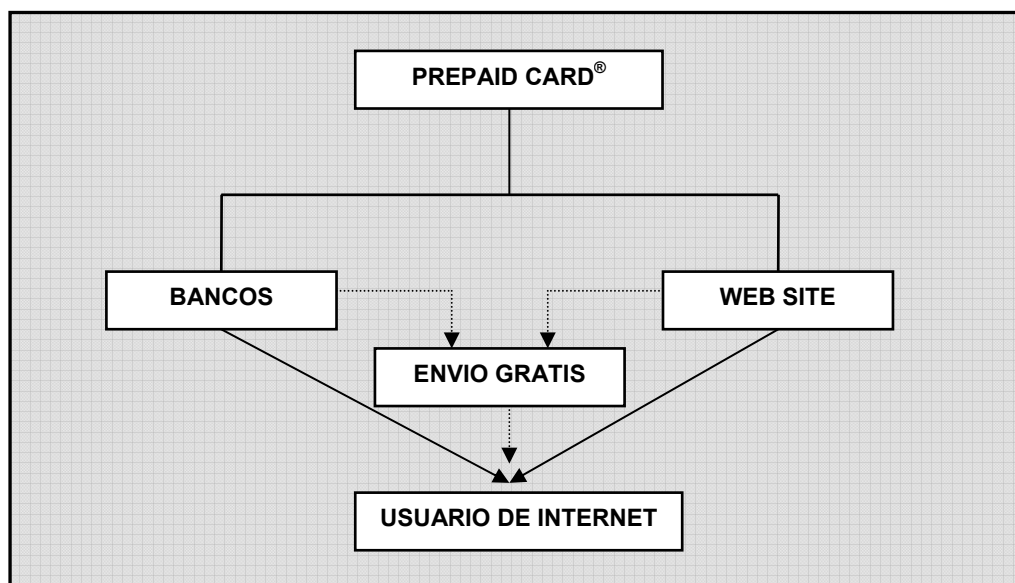 PREPAID CARD®
BANCOS
WEB SITE
ENVIO GRATIS
USUARIO DE INTERNET